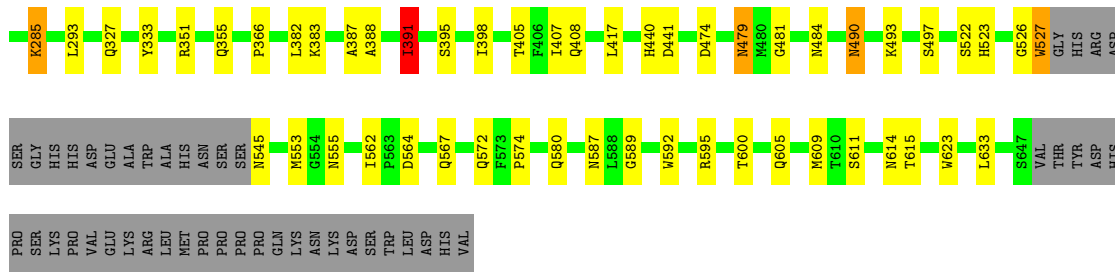 K285 L293 Q327 Y333 R351 Q355 P366 L382 K383 A387 A388 I391 S395 I398 T405 F406 I407 Q408 L417 H440 D441 D474 N479 M480 G481 N484 N490 K493 S497 S522 H523 G526 W527 GLY HIS ARG ASP
SER GLY HIS HIS ASP GLU ALA TRP ALA HIS ASN SER SER N545 M553 G554 N555 I562 P563 D564 Q567 Q572 F573 P574 Q580 N587 L588 G589 W592 R595 T600 Q605 M609 T610 S611 N614 T615 W623 L633 S647 VAL THR TYR ASP HIS
PRO SER LYS PRO VAL GLU LYS ARG LEU MET PRO PRO PRO PRO GLN LYS ASN LYS ASP SER TRP LEU ASP HIS VAL